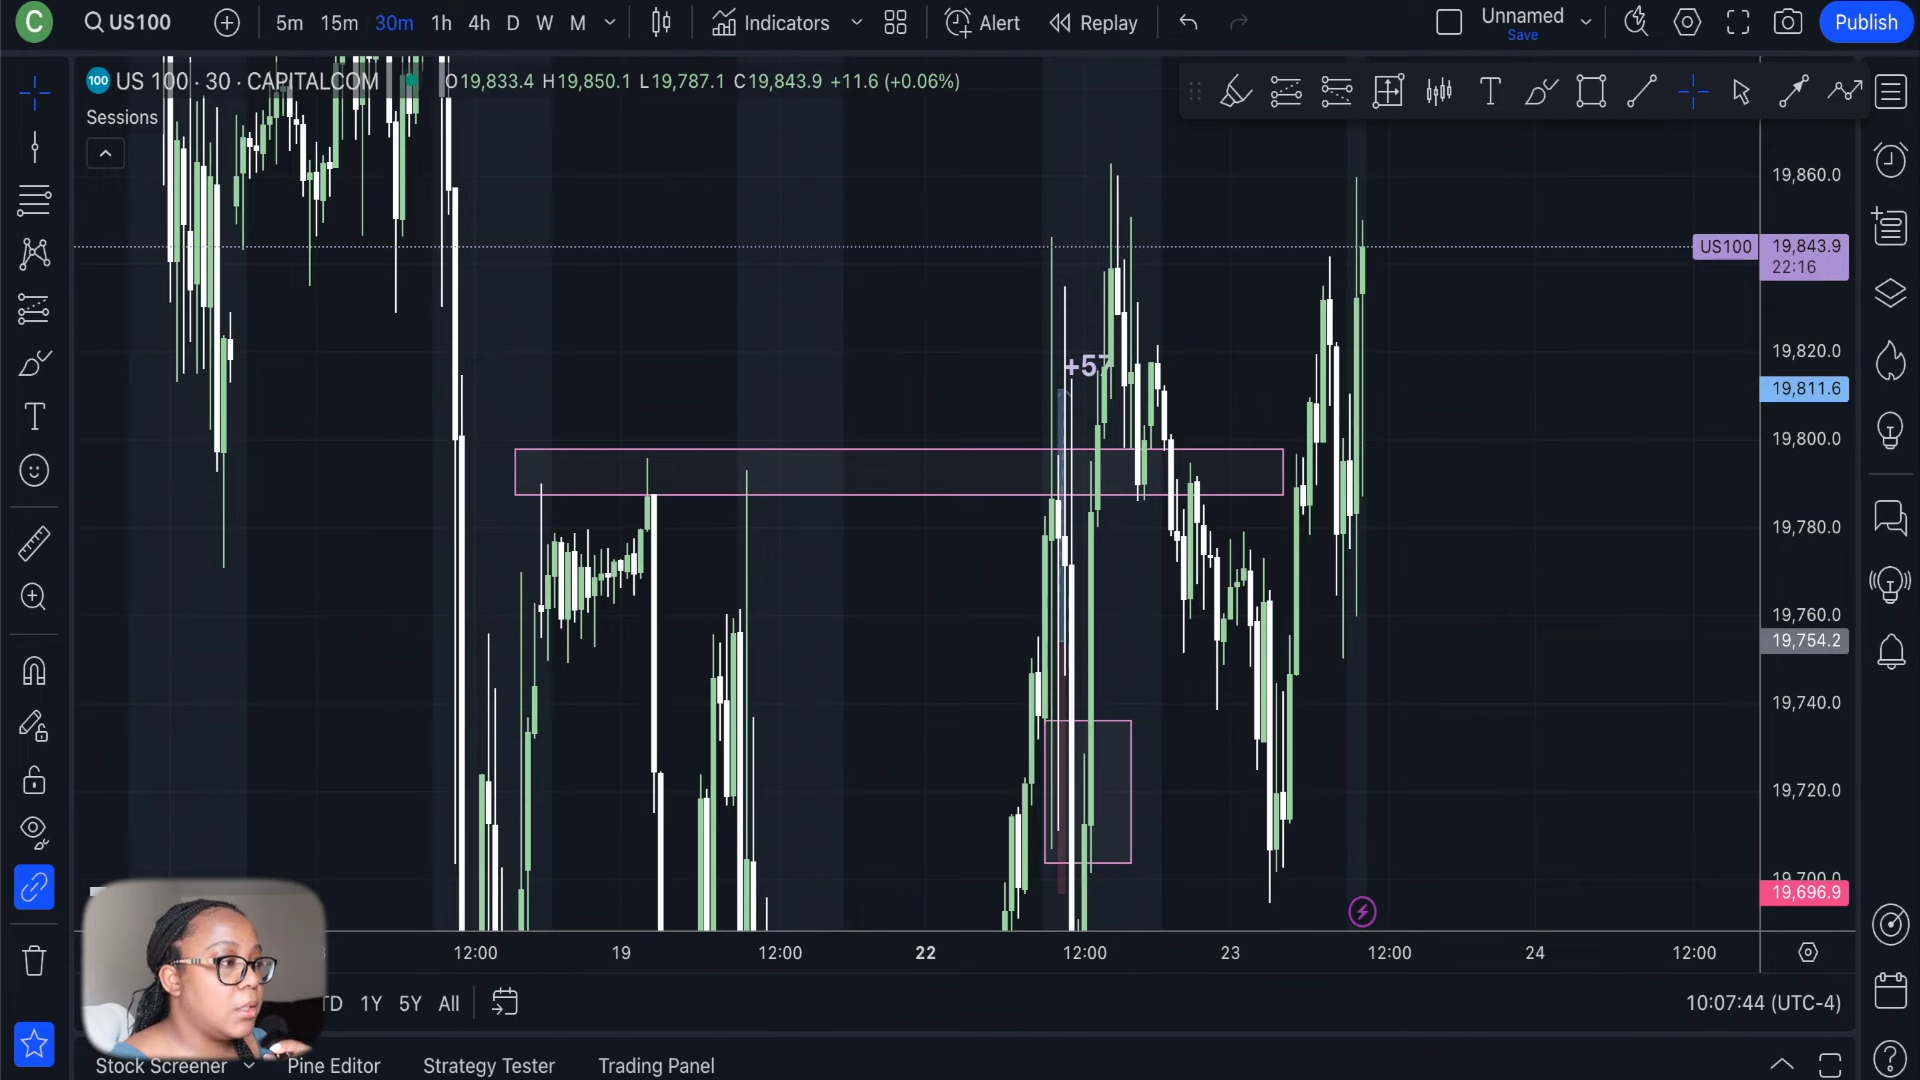 C
US100
5m 15m 30m 1h 4h D W M
Indicators
Alert
Replay
Unnamed
Save
Publish
100 US 100 · 30 · CAPITALCOM O19,833.4 H19,850.1 L19,787.1 C19,843.9 +11.6 (+0.06%)
Sessions
19,860.0
US100 19,843.9
22:16
19,820.0
+57
19,811.6
19,800.0
19,780.0
19,760.0
19,754.2
19,740.0
19,720.0
19,700.0
19,696.9
12:00 19 12:00 22 12:00 23 12:00 24 12:00
1Y 5Y All
10:07:44 (UTC-4)
Stock Screener Pine Editor Strategy Tester Trading Panel